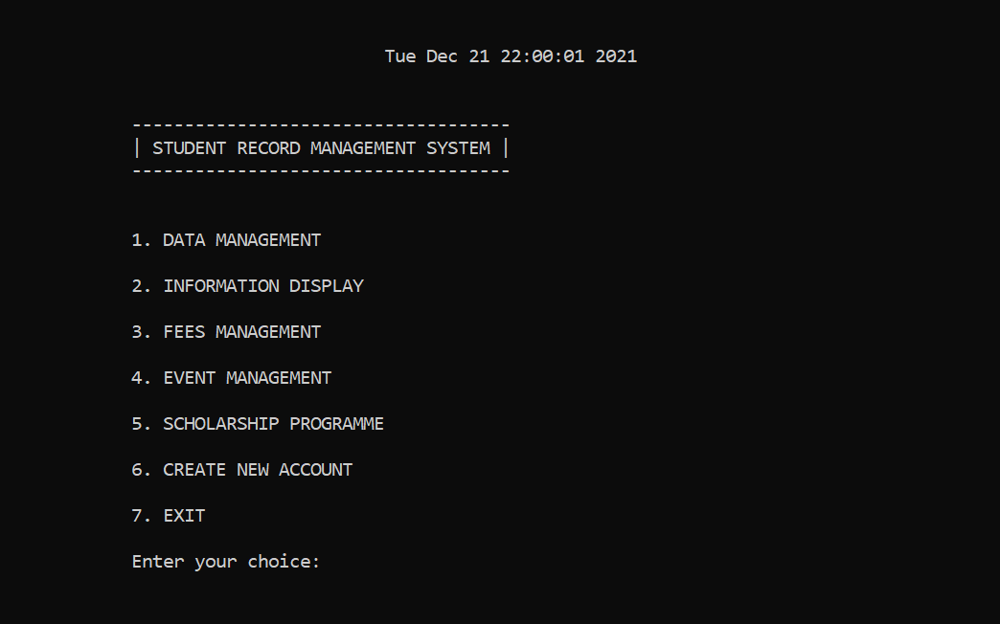 Tue Dec 21 22:00:01 2021
------------------------------------
| STUDENT RECORD MANAGEMENT SYSTEM |
------------------------------------
1. DATA MANAGEMENT
2. INFORMATION DISPLAY
3. FEES MANAGEMENT
4. EVENT MANAGEMENT
5. SCHOLARSHIP PROGRAMME
6. CREATE NEW ACCOUNT
7. EXIT
Enter your choice: